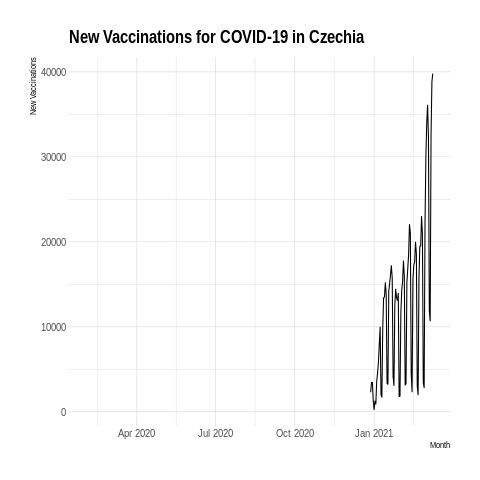 New Vaccinations for COVID-19 in Czechia
New Vaccinations
40000
30000
20000
10000
0
Apr 2020 Jul 2020 Oct 2020 Jan 2021
Month